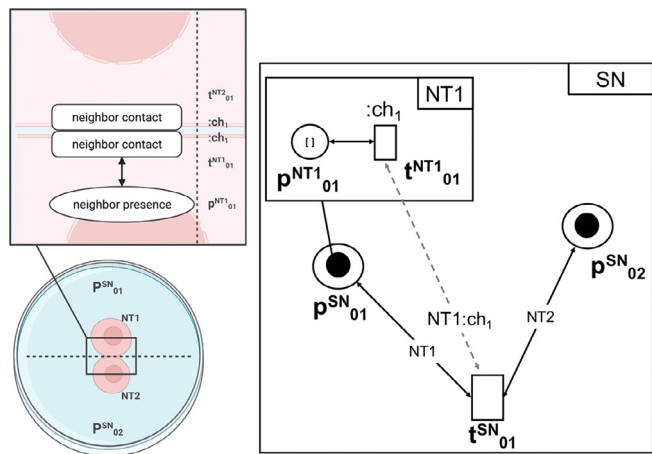 t^NT2_01
neighbor contact
:ch₁
neighbor contact
:ch₁
t^NT1_01
neighbor presence
p^NT1_01
P^SN_01
NT1
NT2
P^SN_02
SN
NT1
:ch₁
[ ]
p^NT1_01
t^NT1_01
p^SN_01
p^SN_02
NT1:ch₁
NT1
NT2
t^SN_01